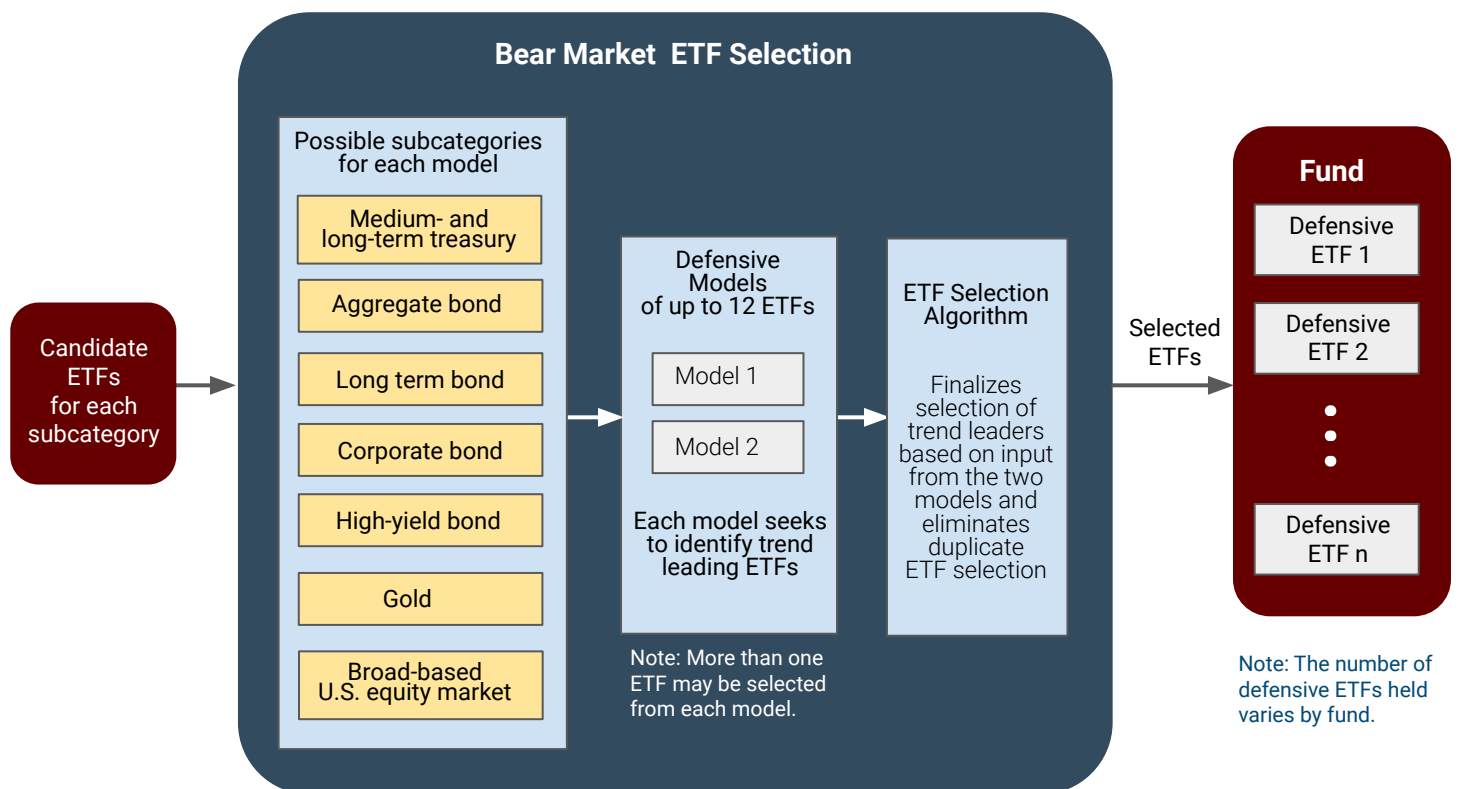 Bear Market ETF Selection
Candidate
ETFs
for each
subcategory
Possible subcategories
for each model
Medium- and
long-term treasury
Aggregate bond
Long term bond
Corporate bond
High-yield bond
Gold
Broad-based
U.S. equity market
Defensive
Models
of up to 12 ETFs
Model 1
Model 2
Each model seeks
to identify trend
leading ETFs
Note: More than one
ETF may be selected
from each model.
ETF Selection
Algorithm
Finalizes
selection of
trend leaders
based on input
from the two
models and
eliminates
duplicate
ETF selection
Selected
ETFs
Fund
Defensive
ETF 1
Defensive
ETF 2
Defensive
ETF n
Note: The number of
defensive ETFs held
varies by fund.